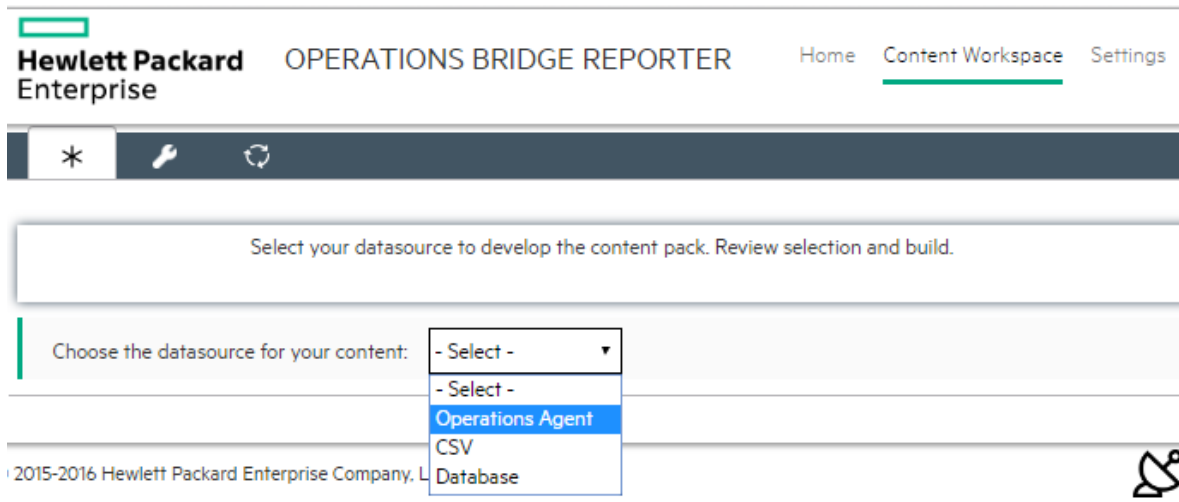 Hewlett Packard
Enterprise
OPERATIONS BRIDGE REPORTER
Home Content Workspace Settings
Select your datasource to develop the content pack. Review selection and build.
Choose the datasource for your content:
- Select -
- Select -
Operations Agent
CSV
Database
2015-2016 Hewlett Packard Enterprise Company, L